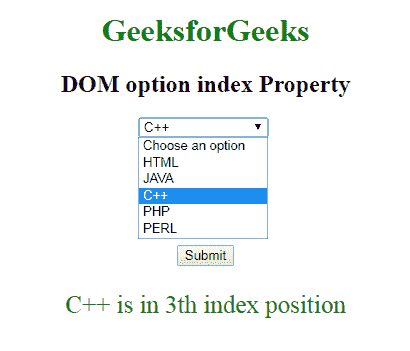 GeeksforGeeks
DOM option index Property
C++
Choose an option
HTML
JAVA
C++
PHP
PERL
Submit
C++ is in 3th index position